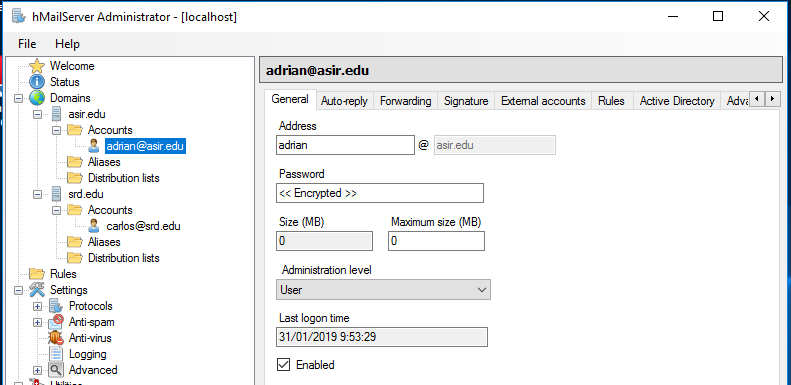 hMailServer Administrator - [localhost]
File Help
Welcome
Status
Domains
asir.edu
Accounts
adrian@asir.edu
Aliases
Distribution lists
srd.edu
Accounts
carlos@srd.edu
Aliases
Distribution lists
Rules
Settings
Protocols
Anti-spam
Anti-virus
Logging
Advanced
Utilities
adrian@asir.edu
General Auto-reply Forwarding Signature External accounts Rules Active Directory Adva
Address
adrian @ asir.edu
Password
<< Encrypted >>
Size (MB) Maximum size (MB)
0 0
Administration level
User
Last logon time
31/01/2019 9:53:29
Enabled